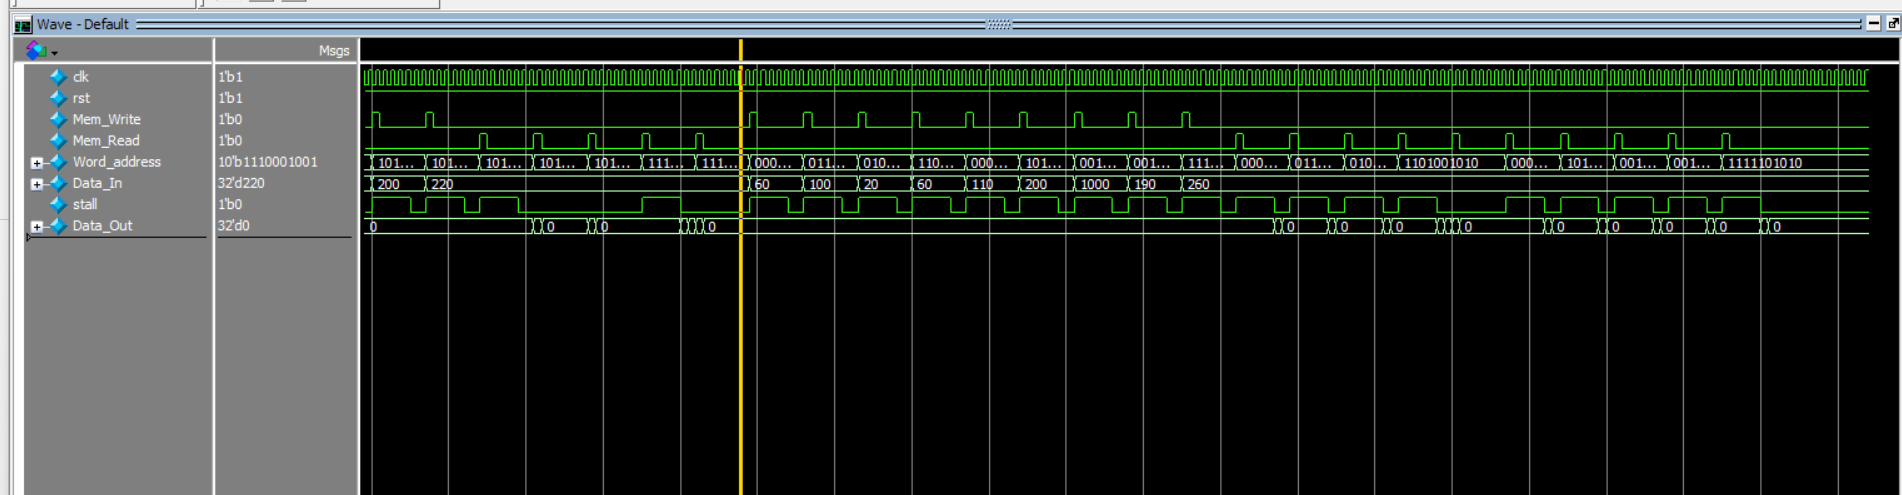 Wave - Default
Msgs
clk 1'b1
rst 1'b1
Mem_Write 1'b0
Mem_Read 1'b0
Word_address 10'b1110001001 101... 101... 101... 101... 101... 111... 111... 000... 011... 010... 110... 000... 101... 001... 001... 111... 000... 011... 010... 1101001010 000... 101... 001... 001... 1111101010
Data_In 32'd220 200 220 60 100 20 60 110 200 1000 190 260
stall 1'b0
Data_Out 32'd0 0 0 0 0 0 0 0 0 0 0 0 0 0